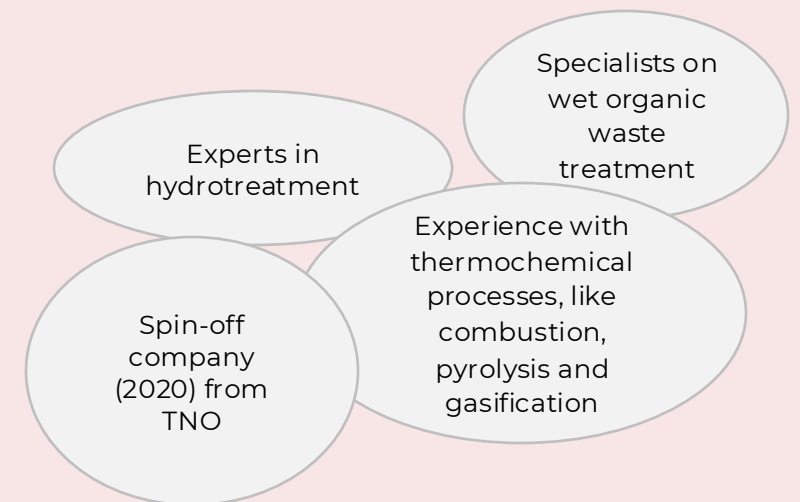 Specialists on
wet organic
waste
treatment
Experts in
hydrotreatment
Experience with
thermochemical
processes, like
combustion,
pyrolysis and
gasification
Spin-off
company
(2020) from
TNO